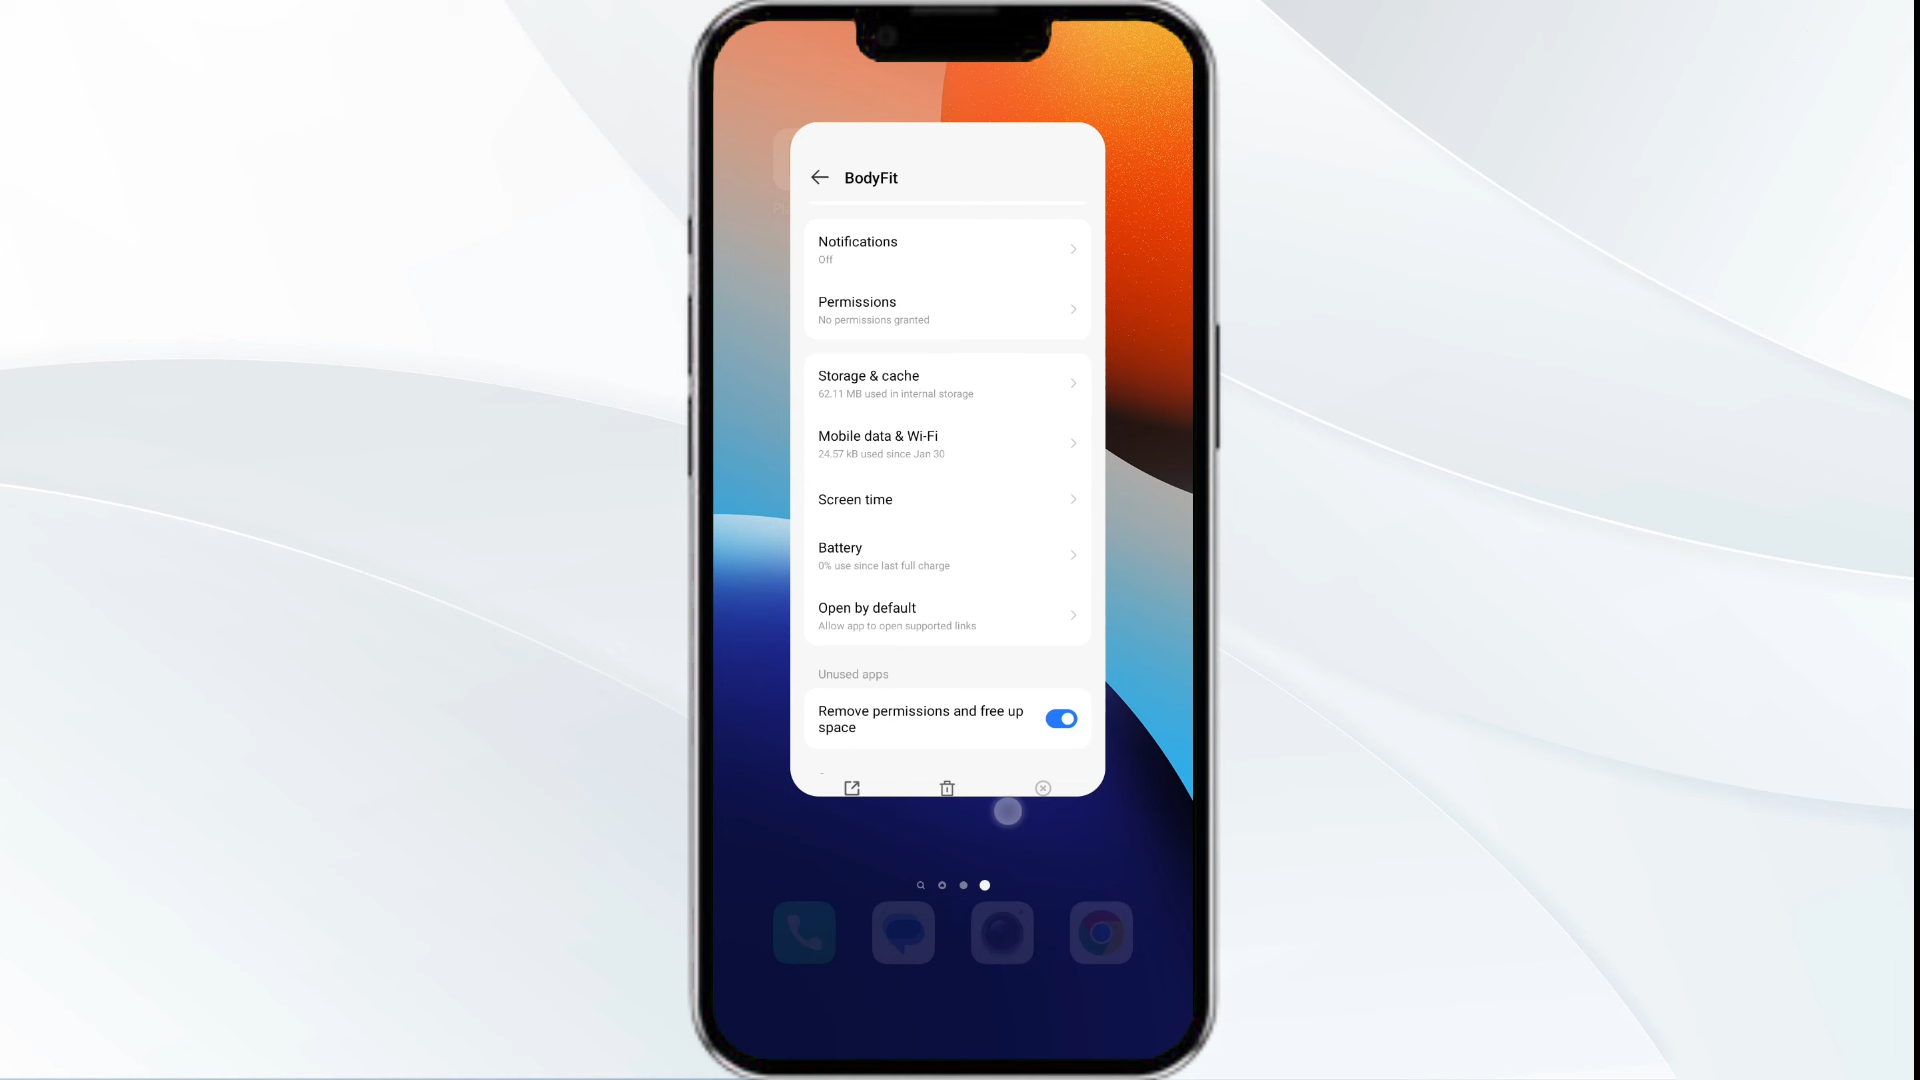 BodyFit
Notifications
Off
Permissions
No permissions granted
Storage & cache
62.11 MB used in internal storage
Mobile data & Wi-Fi
24.57 kB used since Jan 30
Screen time
Battery
0% use since last full charge
Open by default
Allow app to open supported links
Unused apps
Remove permissions and free up
space